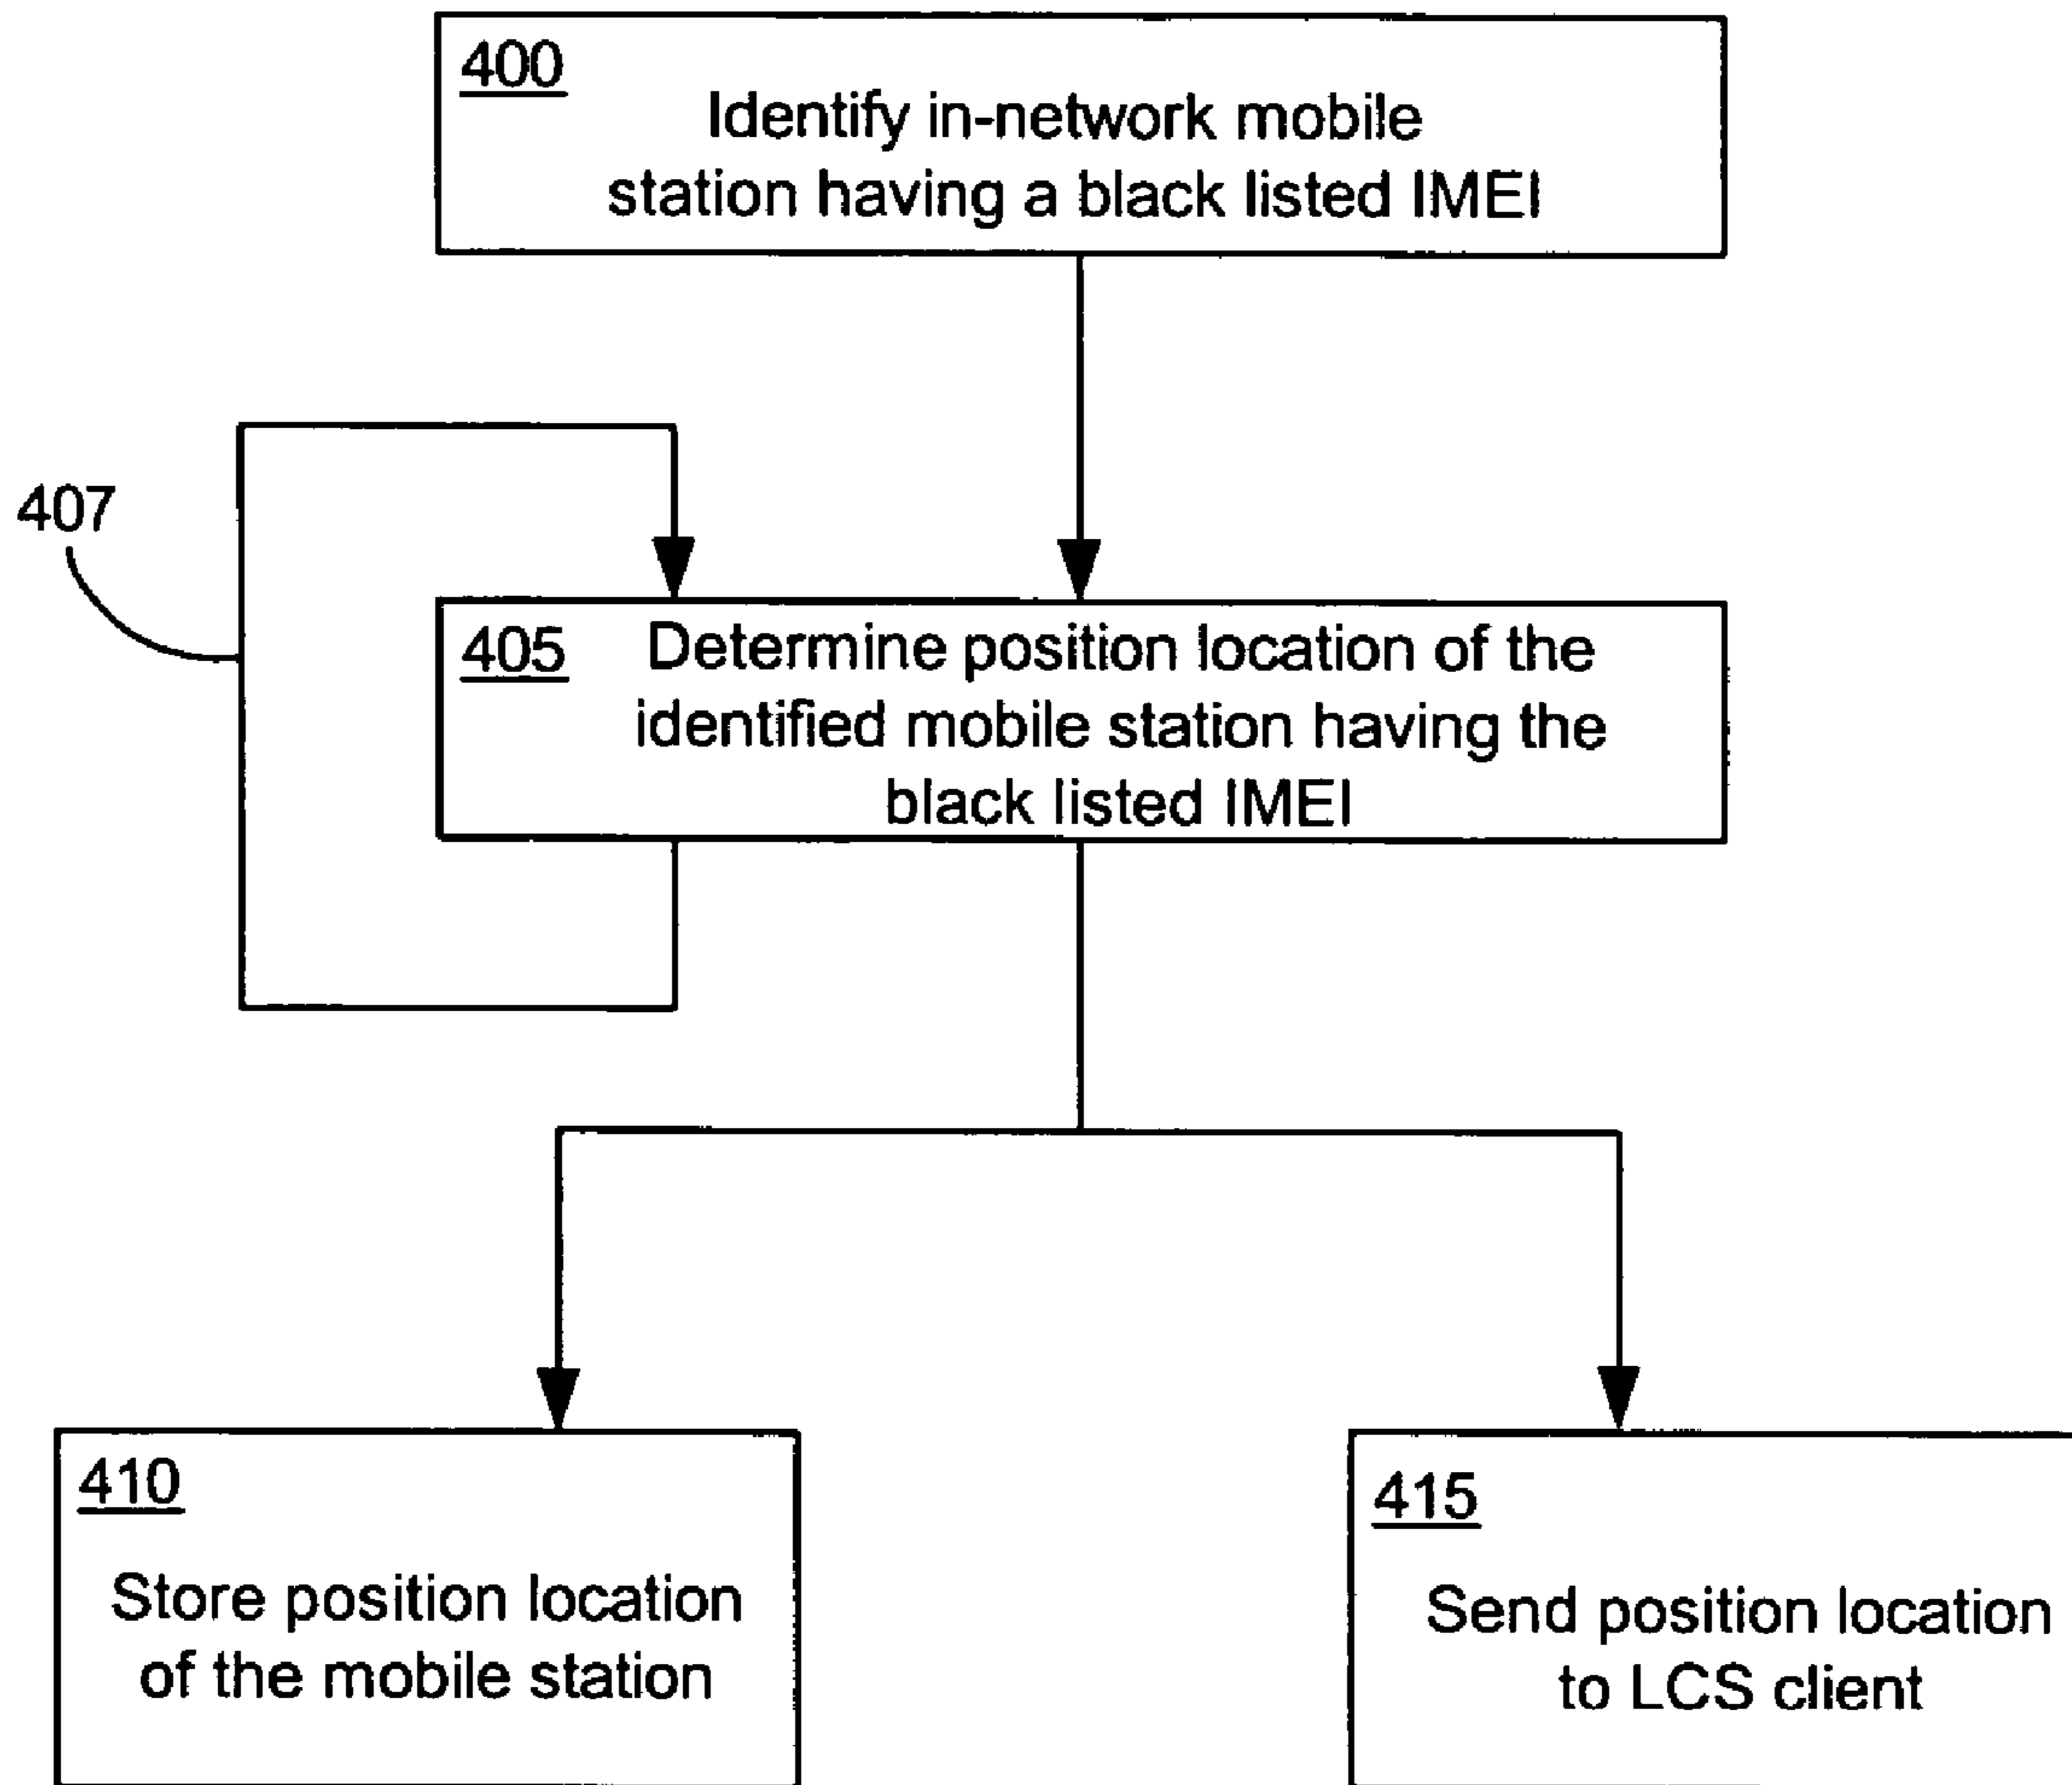 400
Identify in-network mobile
station having a black listed IMEI
407
405 Determine position location of the
identified mobile station having the
black listed IMEI
410
Store position location
of the mobile station
415
Send position location
to LCS client